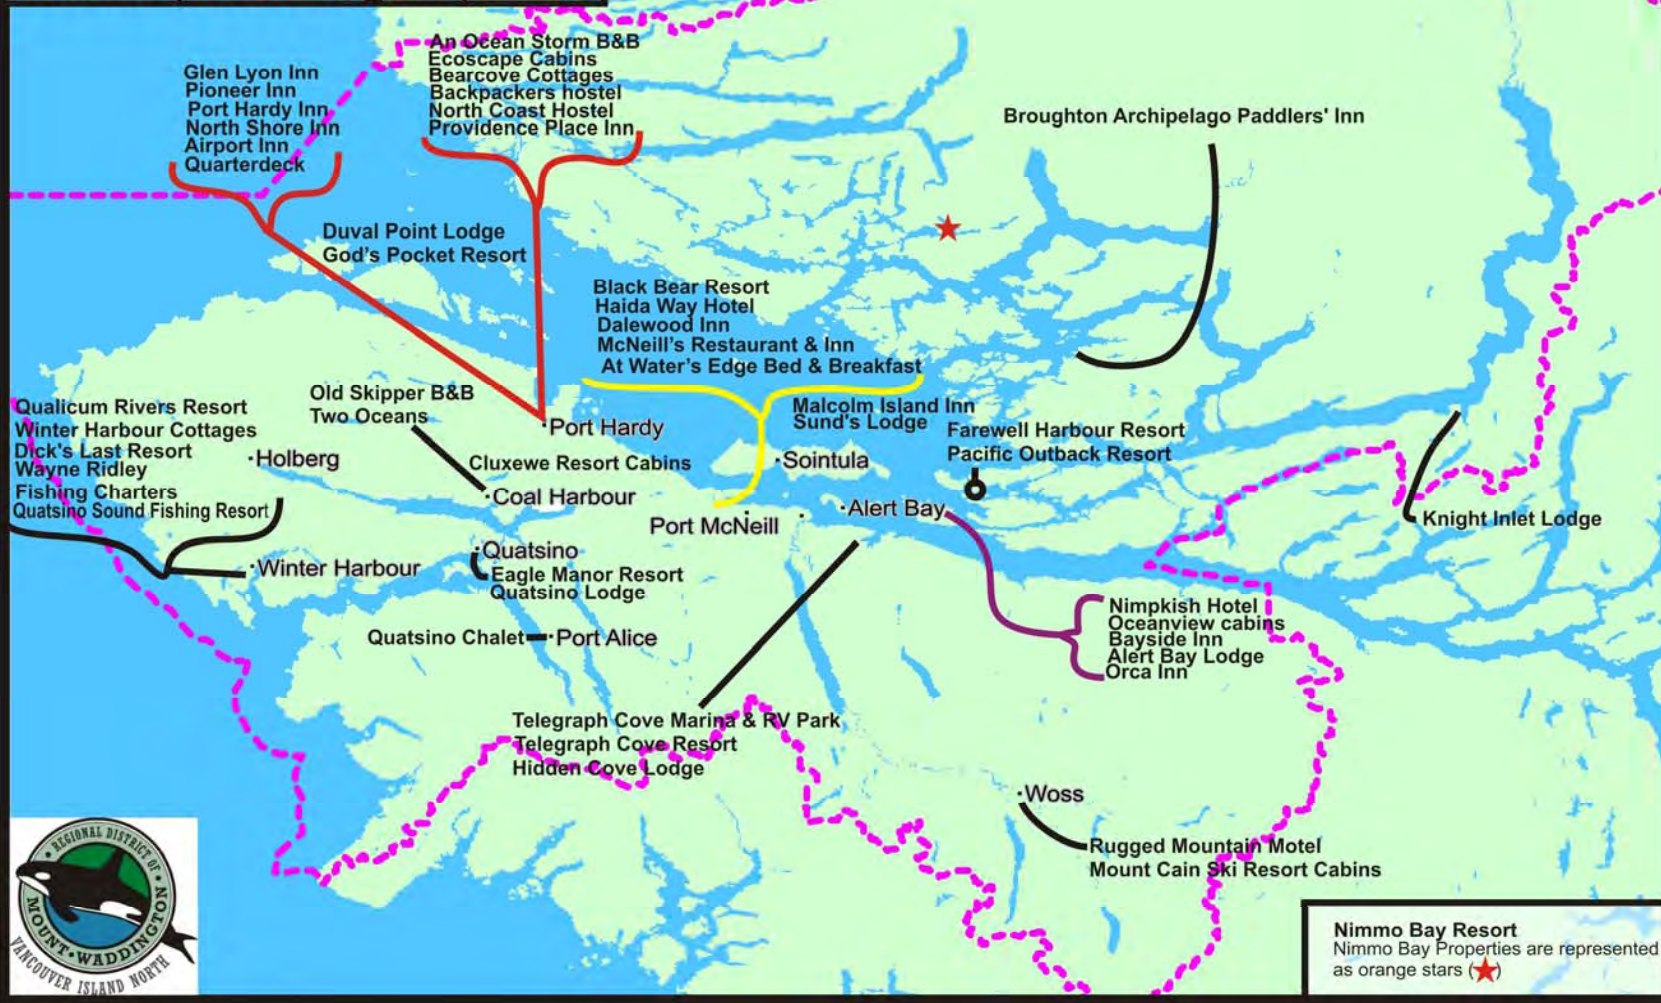 An Ocean Storm B&B
Ecoscape Cabins
Bearcove Cottages
Backpackers hostel
North Coast Hostel
Providence Place Inn
Glen Lyon Inn
Pioneer Inn
Port Hardy Inn
North Shore Inn
Airport Inn
Quarterdeck
Broughton Archipelago Paddlers' Inn
Duval Point Lodge
God's Pocket Resort
Black Bear Resort
Haida Way Hotel
Dalewood Inn
McNeill's Restaurant & Inn
At Water's Edge Bed & Breakfast
Old Skipper B&B
Two Oceans
Qualicum Rivers Resort
Winter Harbour Cottages
Dick's Last Resort
Wayne Ridley
Fishing Charters
Quatsino Sound Fishing Resort
Malcolm Island Inn
Sund's Lodge
Farewell Harbour Resort
Pacific Outback Resort
Port Hardy
Holberg
Cluxewe Resort Cabins
Sointula
Coal Harbour
Alert Bay
Port McNeill
Knight Inlet Lodge
Quatsino
Eagle Manor Resort
Quatsino Lodge
Winter Harbour
Nimpkish Hotel
Oceanview cabins
Bayside Inn
Alert Bay Lodge
Orca Inn
Quatsino Chalet
Port Alice
Telegraph Cove Marina & RV Park
Telegraph Cove Resort
Hidden Cove Lodge
Woss
Rugged Mountain Motel
Mount Cain Ski Resort Cabins
REGIONAL DISTRICT OF
MOUNT WADDINGTON
VANCOUVER ISLAND NORTH
Nimmo Bay Resort
Nimmo Bay Properties are represented
as orange stars ( )